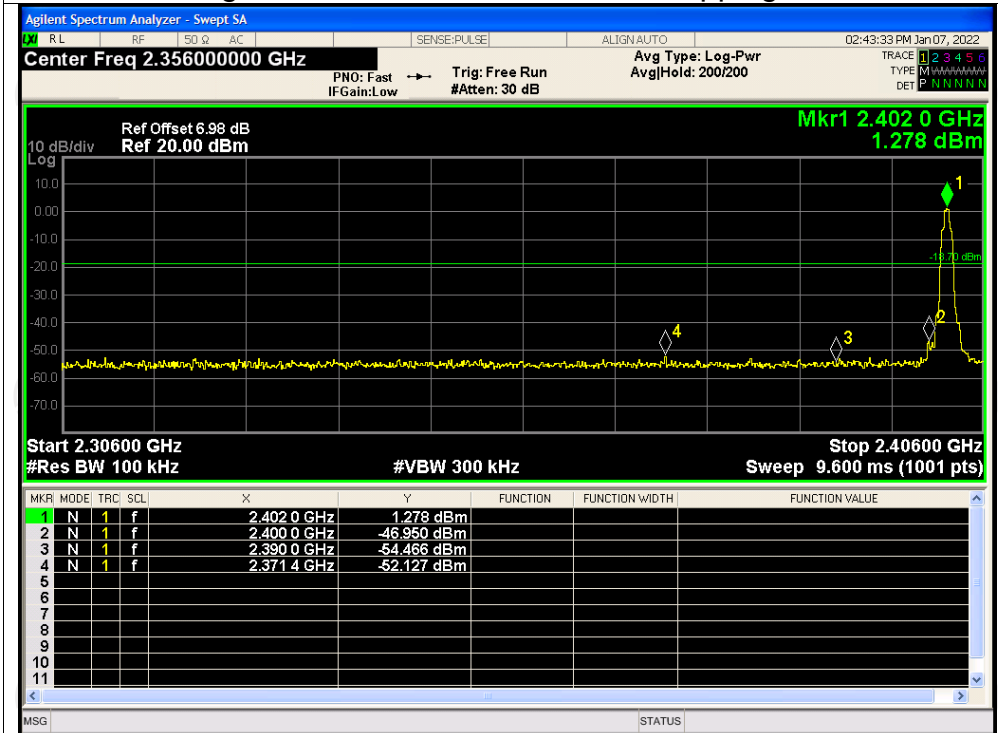 Agilent Spectrum Analyzer - Swept SA
LXI RL RF 50 Ω AC SENSE:PULSE ALIGN AUTO 02:43:33 PM Jan 07, 2022
Center Freq 2.356000000 GHz
PNO: Fast
IFGain:Low
Trig: Free Run
#Atten: 30 dB
Avg Type: Log-Pwr
Avg|Hold: 200/200
TRACE 1 2 3 4 5 6
TYPE M
DET P N N N N N
Mkr1 2.402 0 GHz
1.278 dBm
Ref Offset 6.98 dB
10 dB/div Ref 20.00 dBm
Log
10.0
0.00
-10.0
-20.0
-30.0
-40.0
-50.0
-60.0
-70.0
1
-18.70 dBm
2
3
4
Start 2.30600 GHz Stop 2.40600 GHz
#Res BW 100 kHz #VBW 300 kHz Sweep 9.600 ms (1001 pts)
MKR MODE TRC SCL X Y FUNCTION FUNCTION WIDTH FUNCTION VALUE
1 N 1 f 2.402 0 GHz 1.278 dBm
2 N 1 f 2.400 0 GHz -46.950 dBm
3 N 1 f 2.390 0 GHz -54.466 dBm
4 N 1 f 2.371 4 GHz -52.127 dBm
5
6
7
8
9
10
11
MSG STATUS